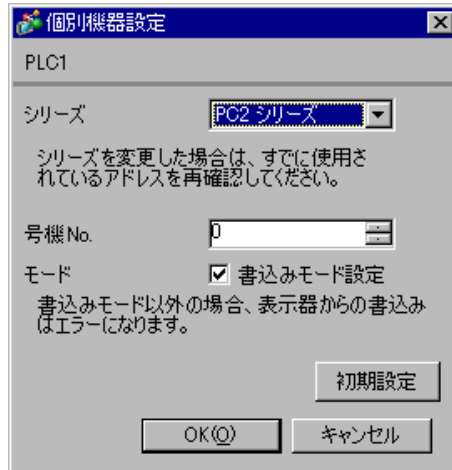 個別機器設定
PLC1
シリーズ PC2 シリーズ
シリーズを変更した場合は、すでに使用さ
れているアドレスを再確認してください。
号機No. 0
モード 書込みモード設定
書込みモード以外の場合、表示器からの書込み
はエラーになります。
初期設定
OK(O) キャンセル